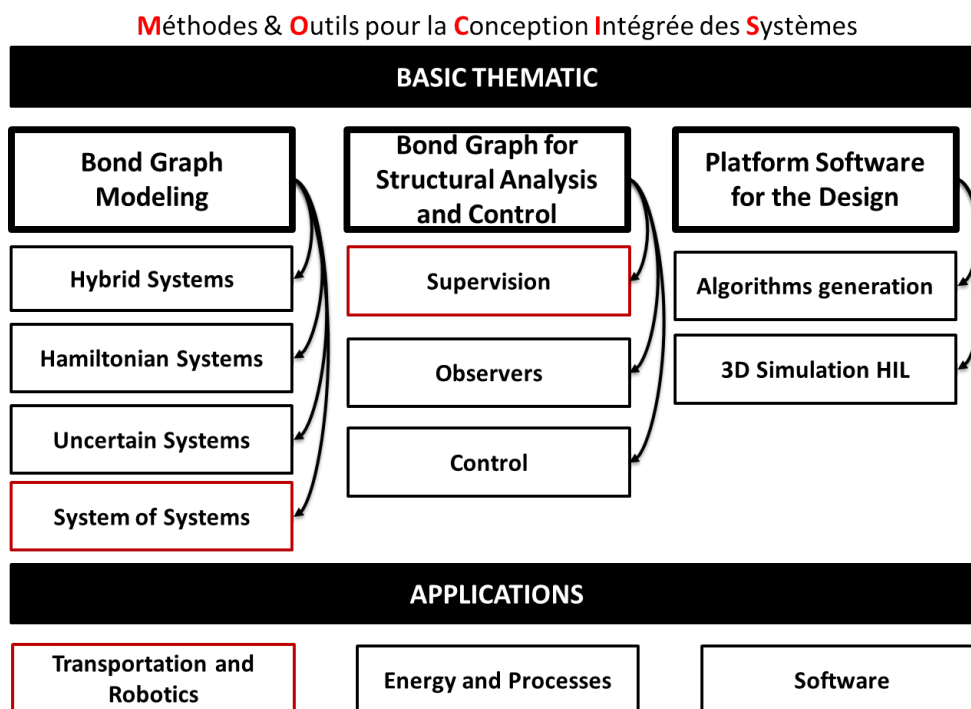 Méthodes & Outils pour la Conception Intégrée des Systèmes
BASIC THEMATIC
Bond Graph
Modeling
Hybrid Systems
Hamiltonian Systems
Uncertain Systems
System of Systems
Bond Graph for
Structural Analysis
and Control
Supervision
Observers
Control
Platform Software
for the Design
Algorithms generation
3D Simulation HIL
APPLICATIONS
Transportation and
Robotics
Energy and Processes
Software